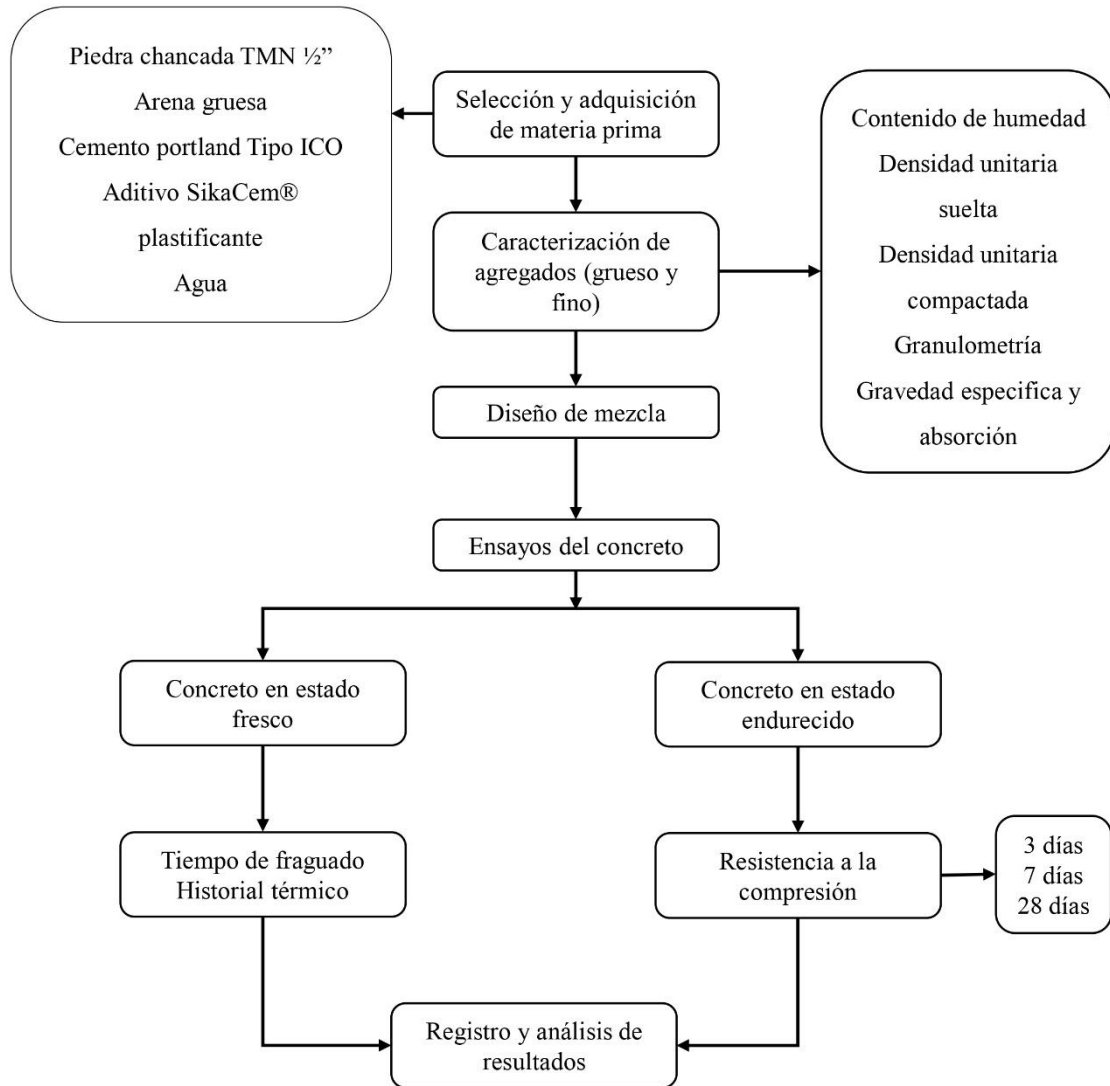 Piedra chancada TMN ½”
Arena gruesa
Cemento portland Tipo ICO
Aditivo SikaCem®
plastificante
Agua
Selección y adquisición
de materia prima
Contenido de humedad
Densidad unitaria
suelta
Densidad unitaria
compactada
Granulometría
Gravedad especifica y
absorción
Caracterización de
agregados (grueso y
fino)
Diseño de mezcla
Ensayos del concreto
Concreto en estado
fresco
Concreto en estado
endurecido
Tiempo de fraguado
Historial térmico
Resistencia a la
compresión
3 días
7 días
28 días
Registro y análisis de
resultados